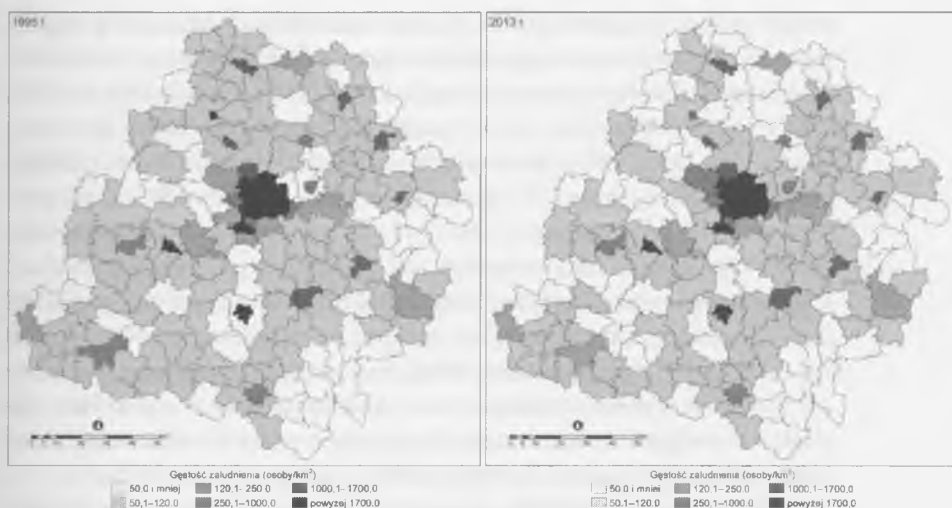 1995 r.
2013 r.
Gęstość zaludnienia (osoby/km²)
50,0 i mniej
120,1–250,0
1000,1–1700,0
50,1–120,0
250,1–1000,0
powyżej 1700,0
Gęstość zaludnienia (osoby/km²)
50,0 i mniej
120,1–250,0
1000,1–1700,0
50,1–120,0
250,1–1000,0
powyżej 1700,0